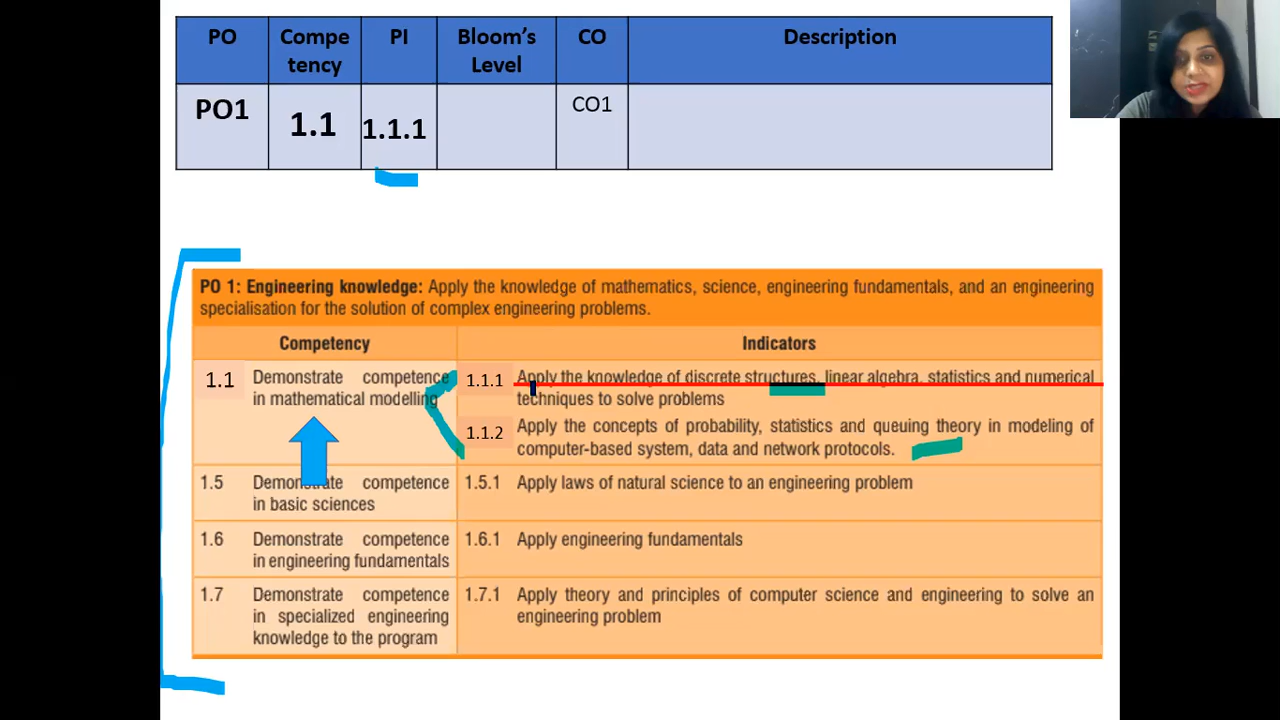 PO Compe tency PI Bloom's Level CO Description
PO1 1.1 1.1.1 CO1
PO 1: Engineering knowledge: Apply the knowledge of mathematics, science, engineering fundamentals, and an engineering
specialisation for the solution of complex engineering problems.
Competency Indicators
1.1 Demonstrate competence
in mathematical modelling
1.1.1 Apply the knowledge of discrete structures, linear algebra, statistics and numerical
techniques to solve problems
1.1.2 Apply the concepts of probability, statistics and queuing theory in modeling of
computer-based system, data and network protocols.
1.5 Demonstrate competence
in basic sciences
1.5.1 Apply laws of natural science to an engineering problem
1.6 Demonstrate competence
in engineering fundamentals
1.6.1 Apply engineering fundamentals
1.7 Demonstrate competence
in specialized engineering
knowledge to the program
1.7.1 Apply theory and principles of computer science and engineering to solve an
engineering problem